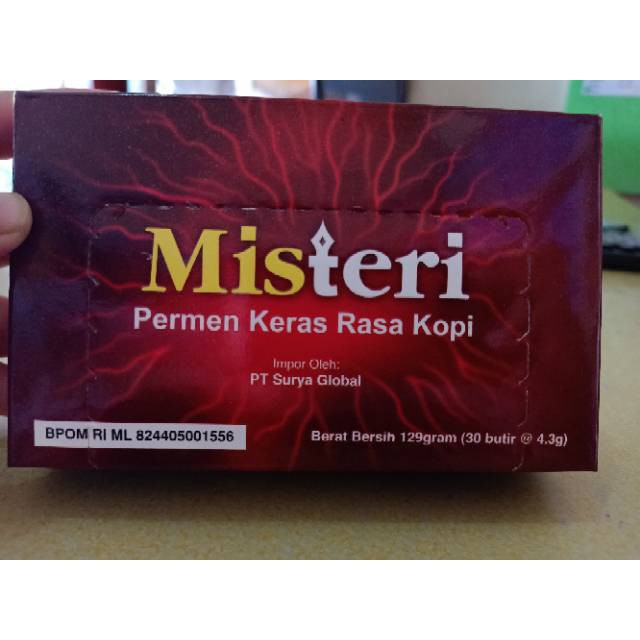 Misteri
Permen Keras Rasa Kopi
Impor Oleh:
PT Surya Global
BPOM RI ML 824405001556
Berat Bersih 129gram (30 butir @ 4.3g)